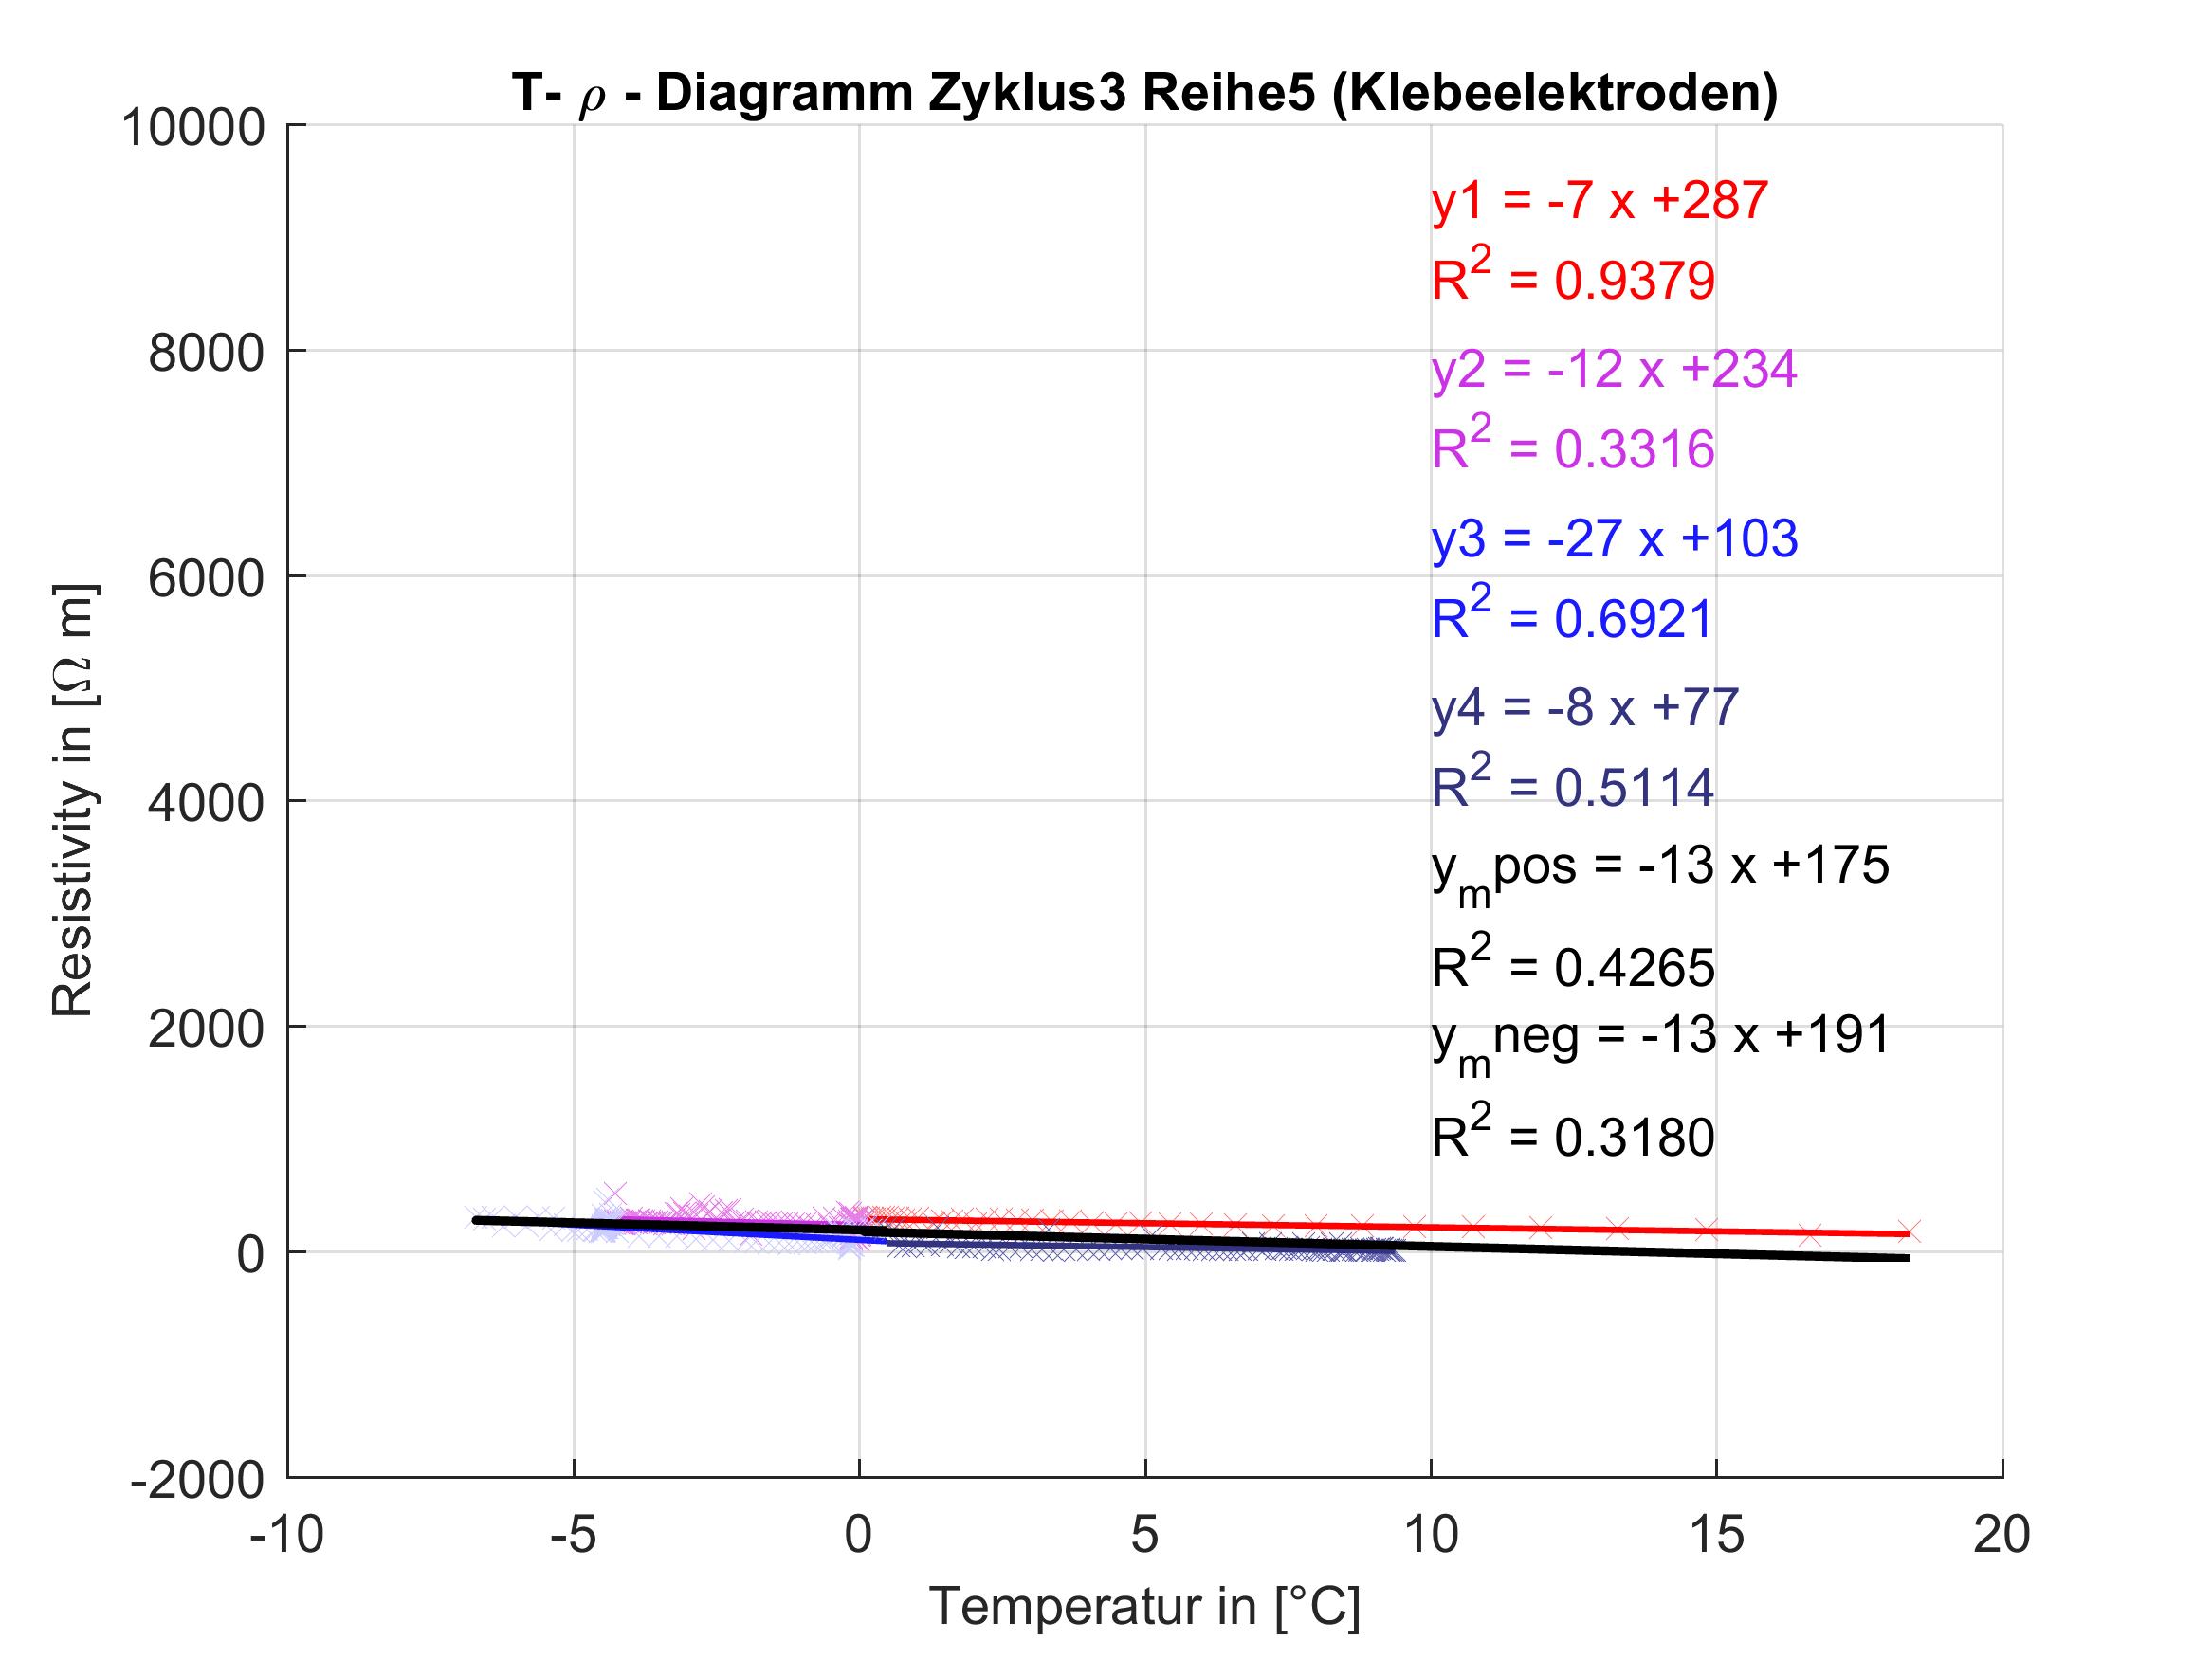 T- ρ - Diagramm Zyklus3 Reihe5 (Klebeelektroden)
10000
8000
6000
4000
2000
0
-2000
Resistivity in [Ω m]
y1 = -7 x +287
R² = 0.9379
y2 = -12 x +234
R² = 0.3316
y3 = -27 x +103
R² = 0.6921
y4 = -8 x +77
R² = 0.5114
yₘpos = -13 x +175
R² = 0.4265
yₘneg = -13 x +191
R² = 0.3180
-10 -5 0 5 10 15 20
Temperatur in [°C]